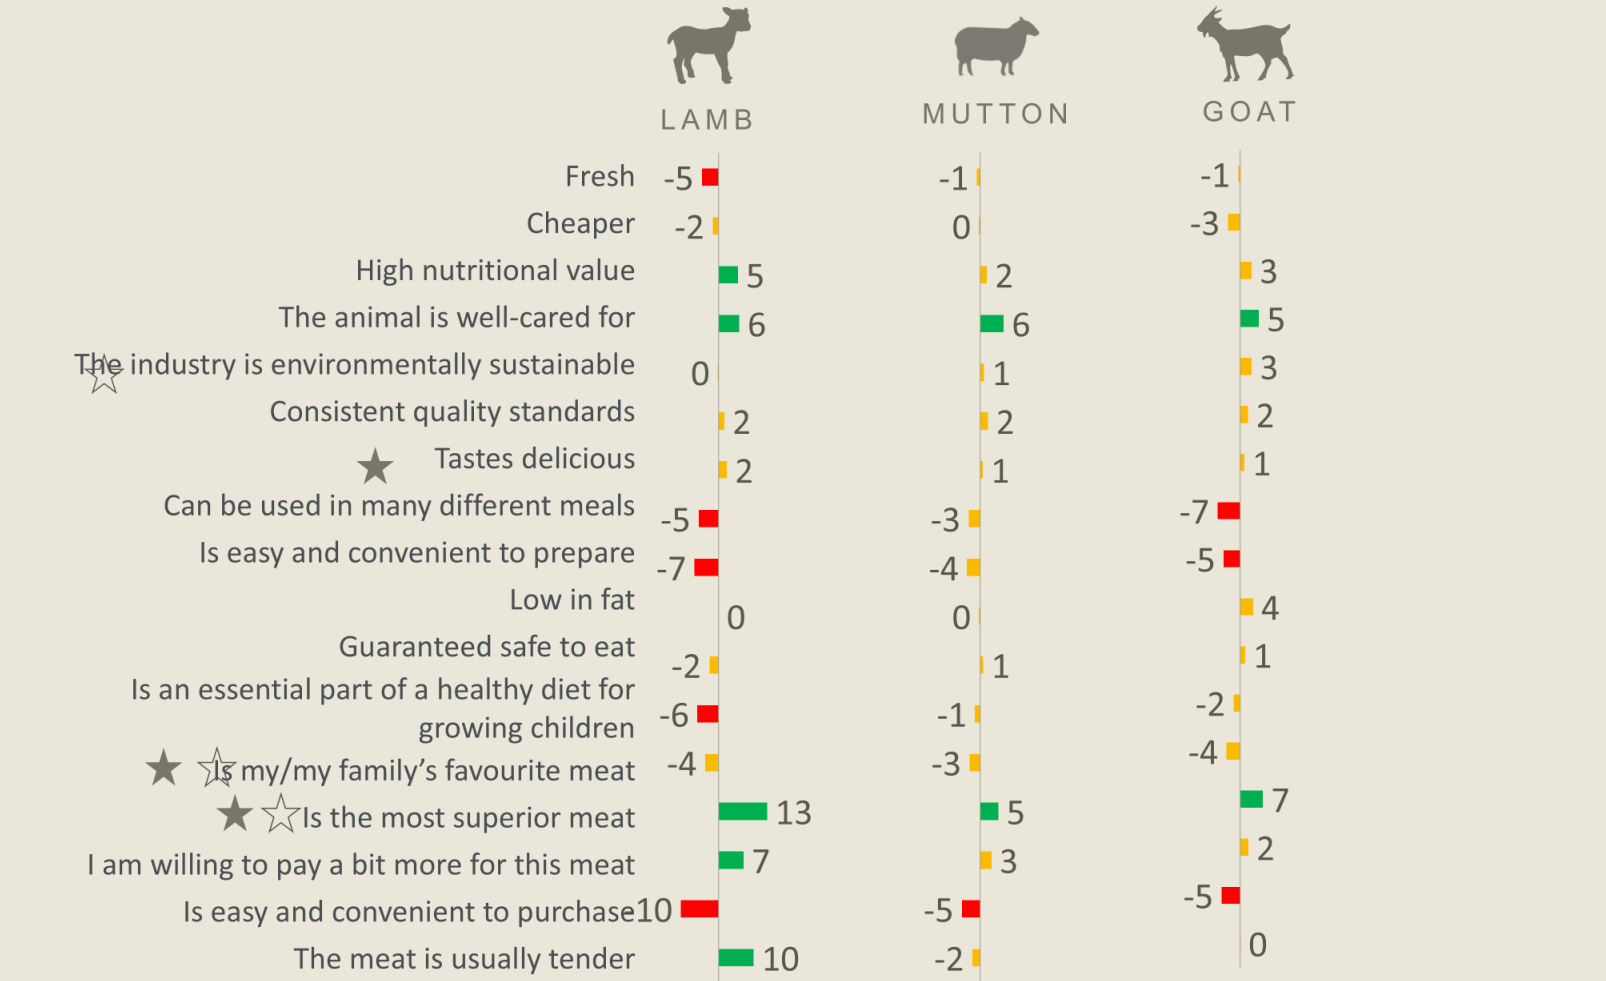 LAMB MUTTON GOAT
Fresh -5 -1 -1
Cheaper -2 0 -3
High nutritional value 5 2 3
The animal is well-cared for 6 6 5
The industry is environmentally sustainable 0 1 3
Consistent quality standards 2 2 2
Tastes delicious 2 1 1
Can be used in many different meals -5 -3 -7
Is easy and convenient to prepare -7 -4 -5
Low in fat 0 0 4
Guaranteed safe to eat -2 1 1
Is an essential part of a healthy diet for
growing children -6 -1 -2
Is my/my family’s favourite meat -4 -3 -4
Is the most superior meat 13 5 7
I am willing to pay a bit more for this meat 7 3 2
Is easy and convenient to purchase -10 -5 -5
The meat is usually tender 10 -2 0